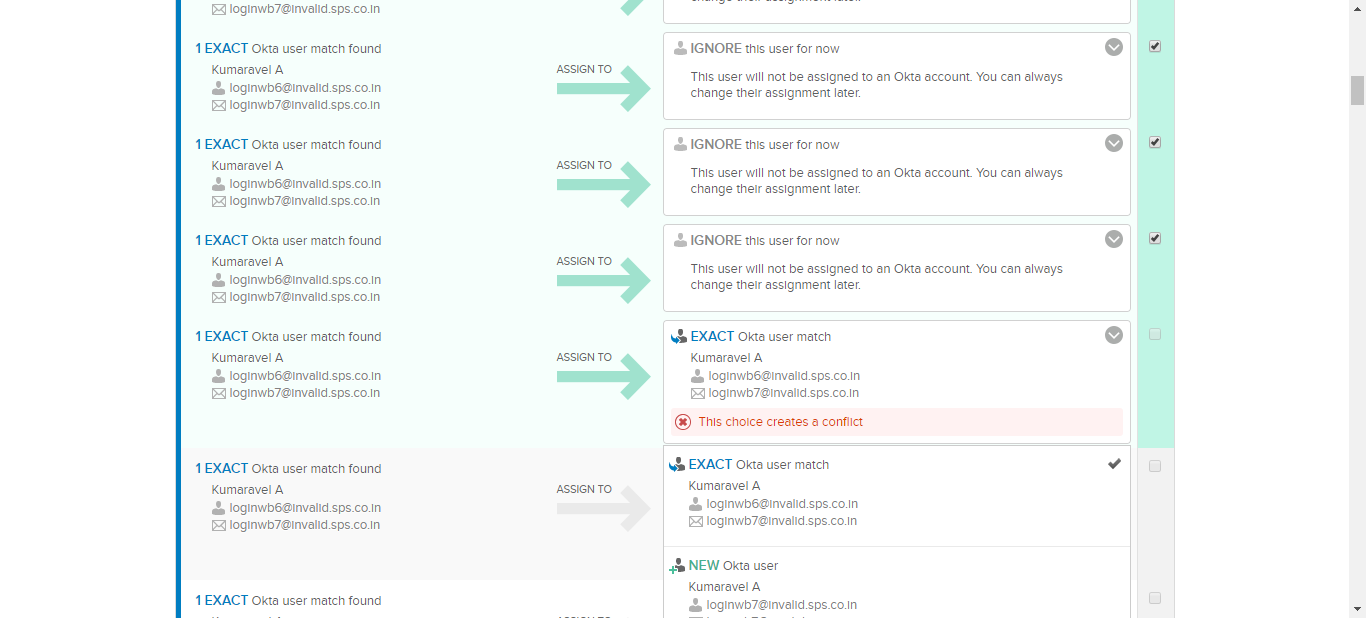 loginwb7@invalid.sps.co.in
change their assignment later.
1 EXACT Okta user match found
Kumaravel A
loginwb6@invalid.sps.co.in
loginwb7@invalid.sps.co.in
ASSIGN TO
IGNORE this user for now
This user will not be assigned to an Okta account. You can always
change their assignment later.
1 EXACT Okta user match found
Kumaravel A
loginwb6@invalid.sps.co.in
loginwb7@invalid.sps.co.in
ASSIGN TO
IGNORE this user for now
This user will not be assigned to an Okta account. You can always
change their assignment later.
1 EXACT Okta user match found
Kumaravel A
loginwb6@invalid.sps.co.in
loginwb7@invalid.sps.co.in
ASSIGN TO
IGNORE this user for now
This user will not be assigned to an Okta account. You can always
change their assignment later.
1 EXACT Okta user match found
Kumaravel A
loginwb6@invalid.sps.co.in
loginwb7@invalid.sps.co.in
ASSIGN TO
EXACT Okta user match
Kumaravel A
loginwb6@invalid.sps.co.in
loginwb7@invalid.sps.co.in
This choice creates a conflict
1 EXACT Okta user match found
Kumaravel A
loginwb6@invalid.sps.co.in
loginwb7@invalid.sps.co.in
ASSIGN TO
EXACT Okta user match
Kumaravel A
loginwb6@invalid.sps.co.in
loginwb7@invalid.sps.co.in
NEW Okta user
Kumaravel A
loginwb7@invalid.sps.co.in
1 EXACT Okta user match found